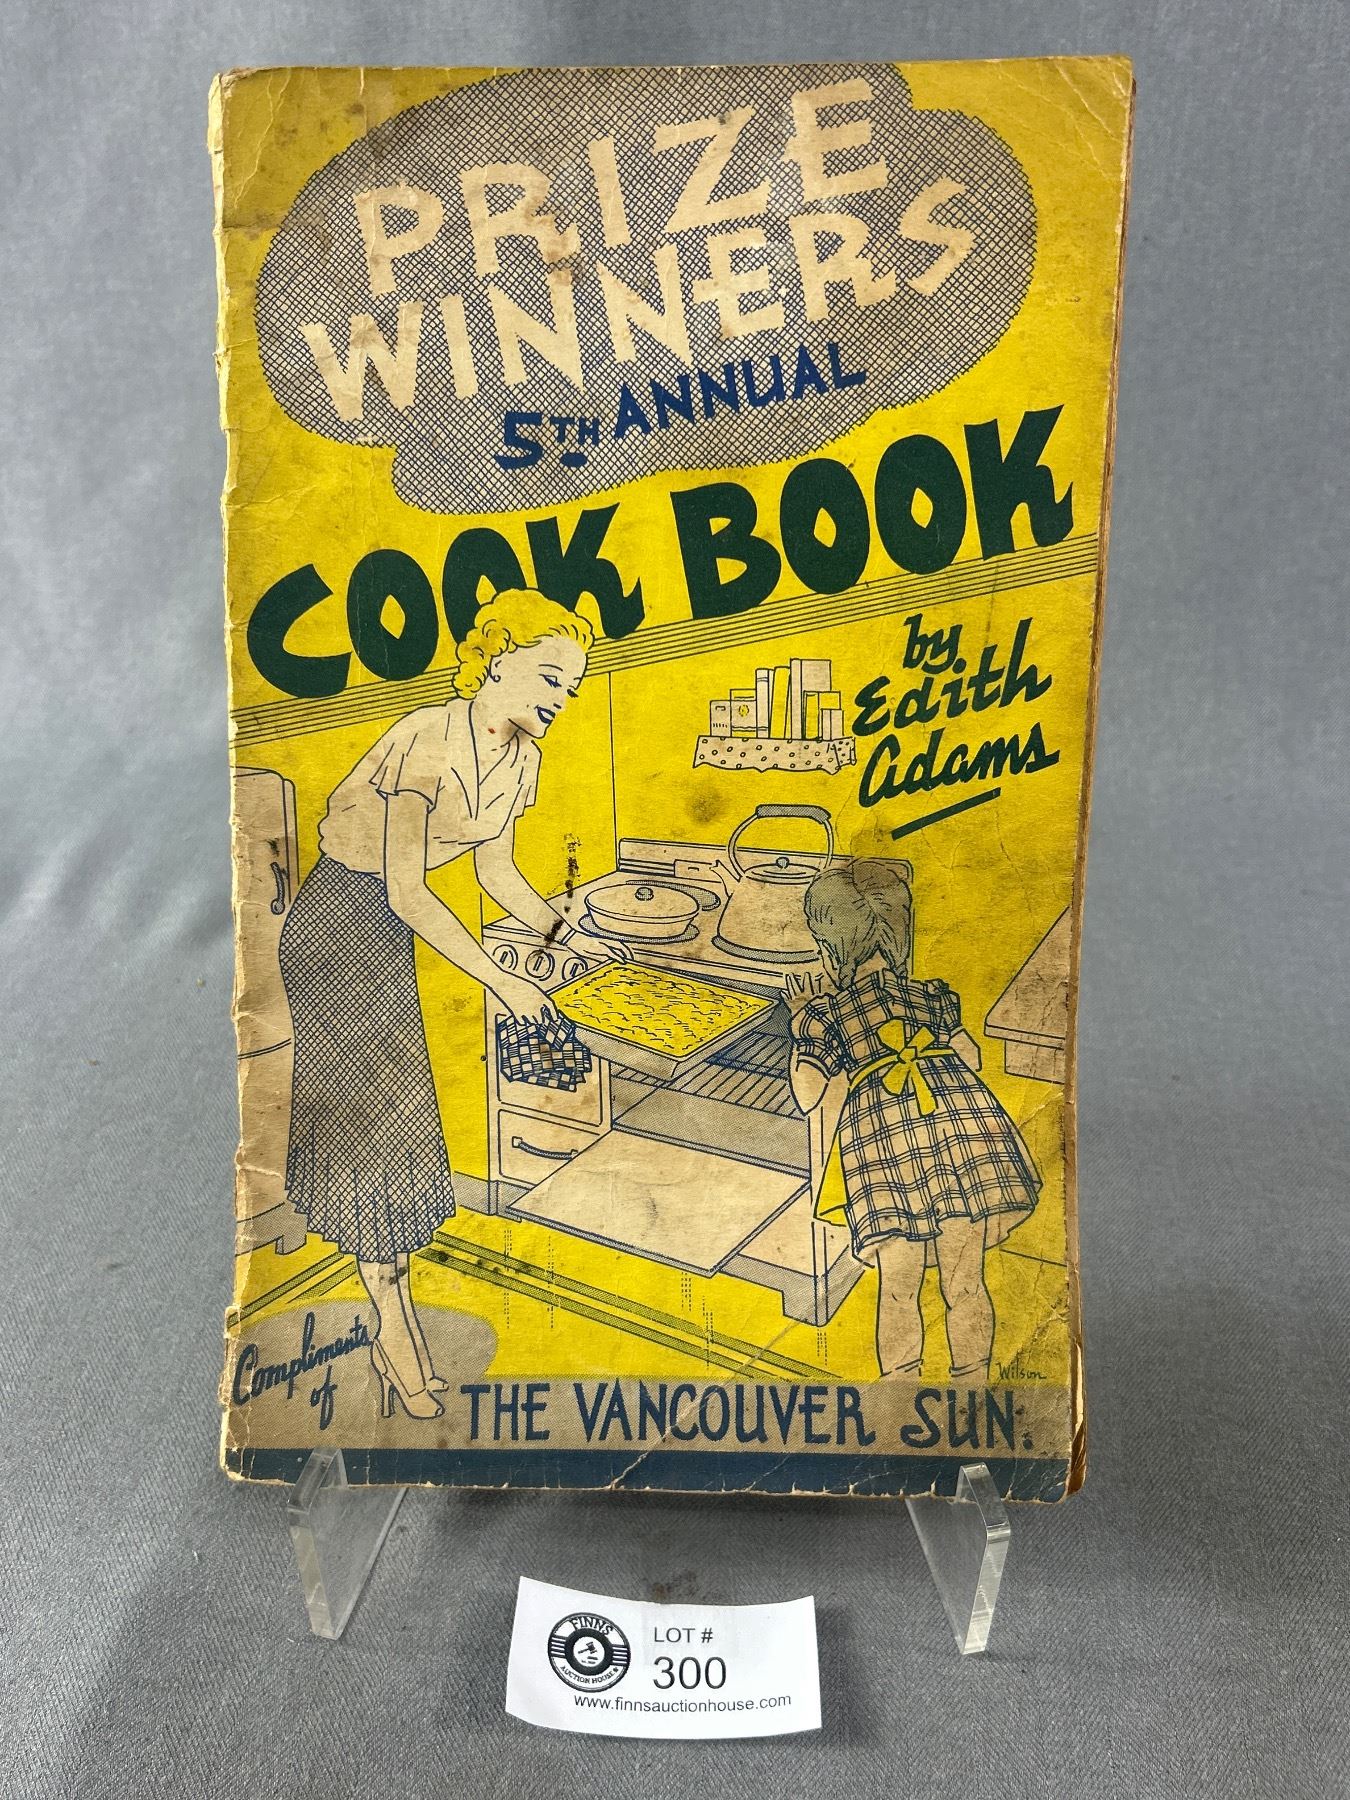 PRIZE
WINNERS
5TH ANNUAL
COOK BOOK
by
Edith
Adams
Wilson
Compliments
of
THE VANCOUVER SUN.
FINNS
AUCTION HOUSE
LOT #
300
www.finnsauctionhouse.com